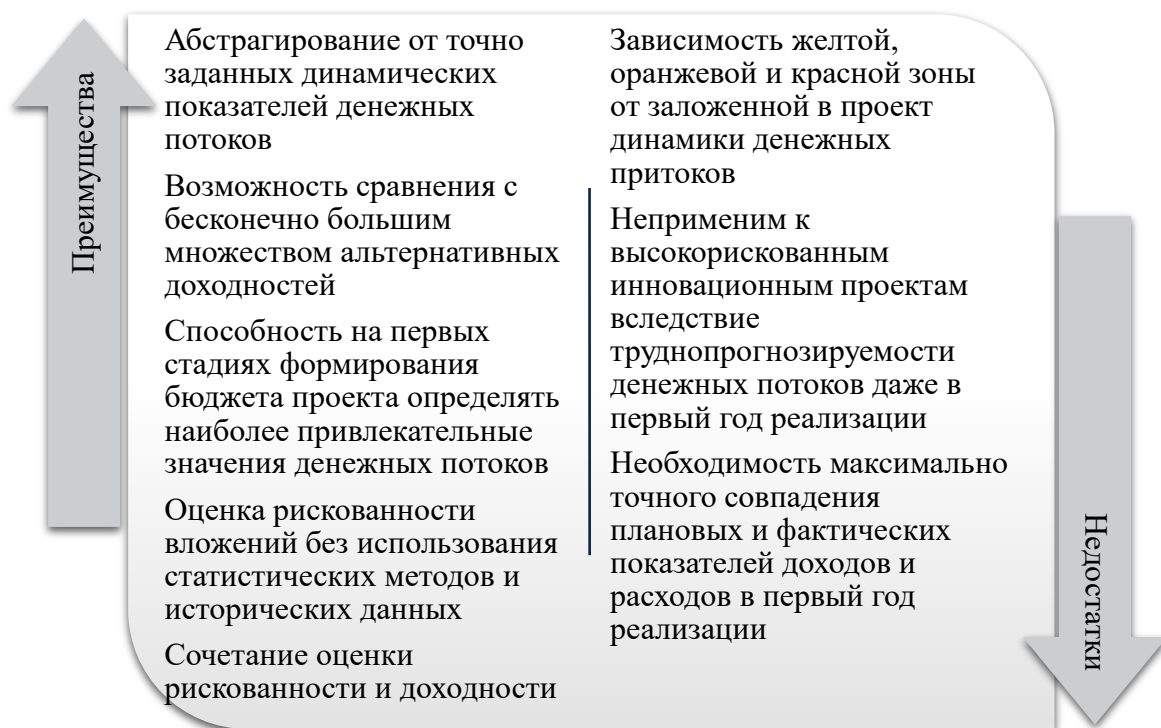 Преимущества
Абстрагирование от точно
заданных динамических
показателей денежных
потоков
Возможность сравнения с
бесконечно большим
множеством альтернативных
доходностей
Способность на первых
стадиях формирования
бюджета проекта определять
наиболее привлекательные
значения денежных потоков
Оценка рискованности
вложений без использования
статистических методов и
исторических данных
Сочетание оценки
рискованности и доходности
Зависимость желтой,
оранжевой и красной зоны
от заложенной в проект
динамики денежных
притоков
Неприменим к
высокорискованным
инновационным проектам
вследствие
труднопрогнозируемости
денежных потоков даже в
первый год реализации
Необходимость максимально
точного совпадения
плановых и фактических
показателей доходов и
расходов в первый год
реализации
Недостатки